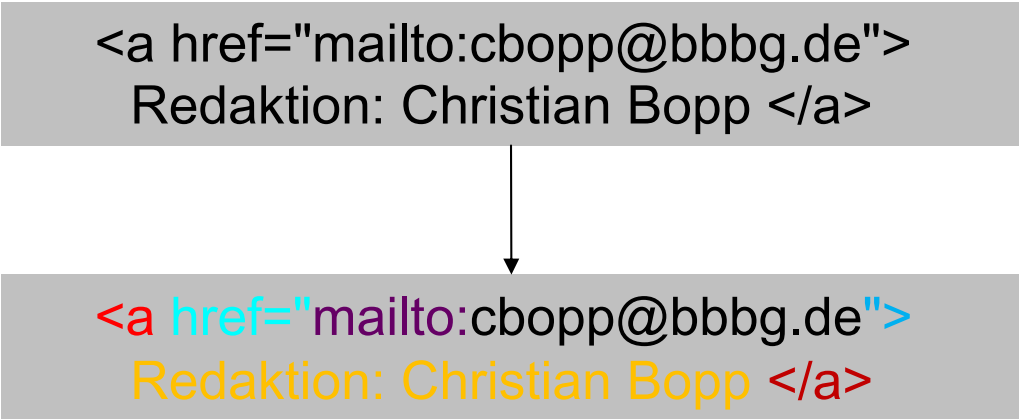 <a href="mailto:cbopp@bbbg.de">
Redaktion: Christian Bopp </a>
<a href="mailto:cbopp@bbbg.de">
Redaktion: Christian Bopp </a>